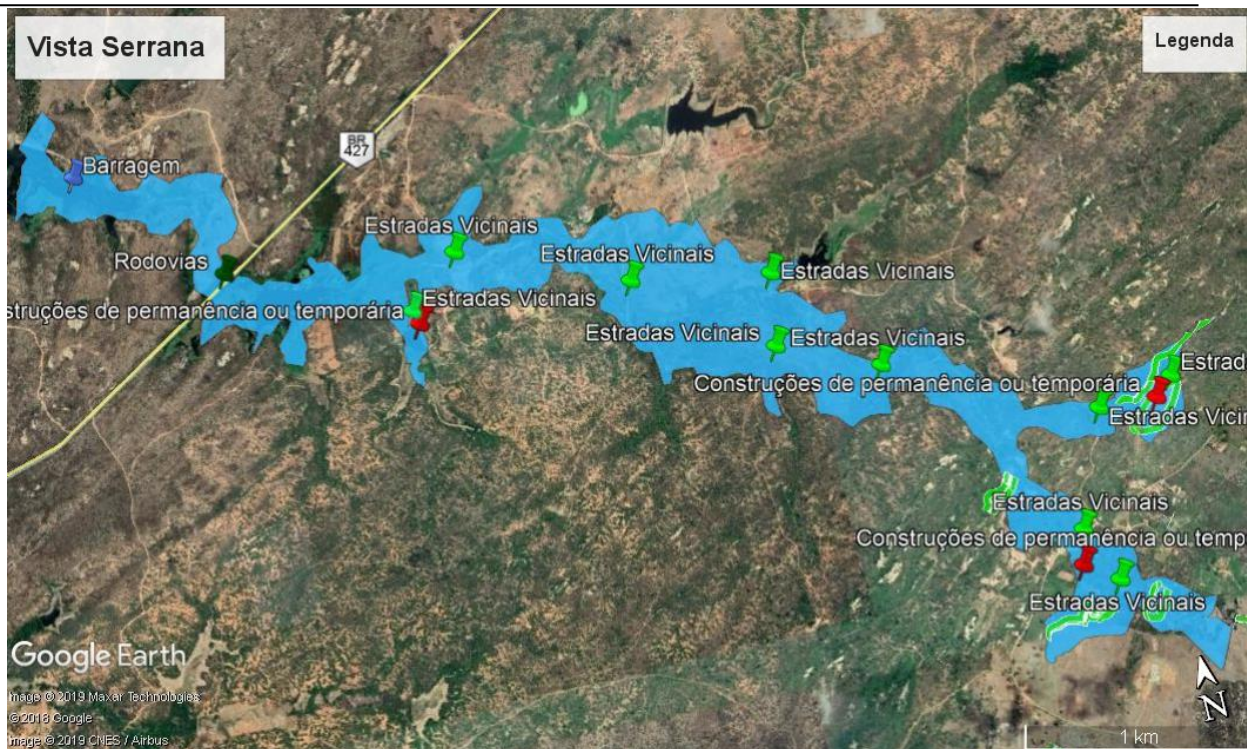 Vista Serrana
Legenda
BR
427
Barragem
Estradas Vicinais
Estradas Vicinais
Rodovias
Estradas Vicinais
Estradas Vicinais
struções de permanência ou temporária
Estradas Vicinais
Estradas Vicinais
Estrad
Construções de permanência ou temporária
Estradas Vicin
Estradas Vicinais
Construções de permanência ou temp
Estradas Vicinais
Google Earth
Image © 2019 Maxar Technologies
© 2018 Google
Image © 2019 CNES / Airbus
N
1 km